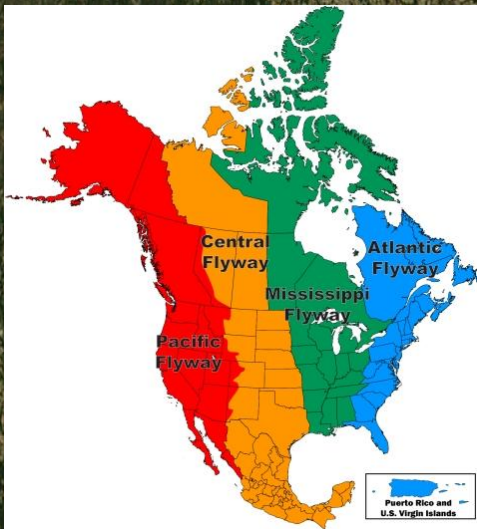 Central
Flyway
Atlantic
Flyway
Mississippi
Flyway
Pacific
Flyway
Puerto Rico and
U.S. Virgin Islands